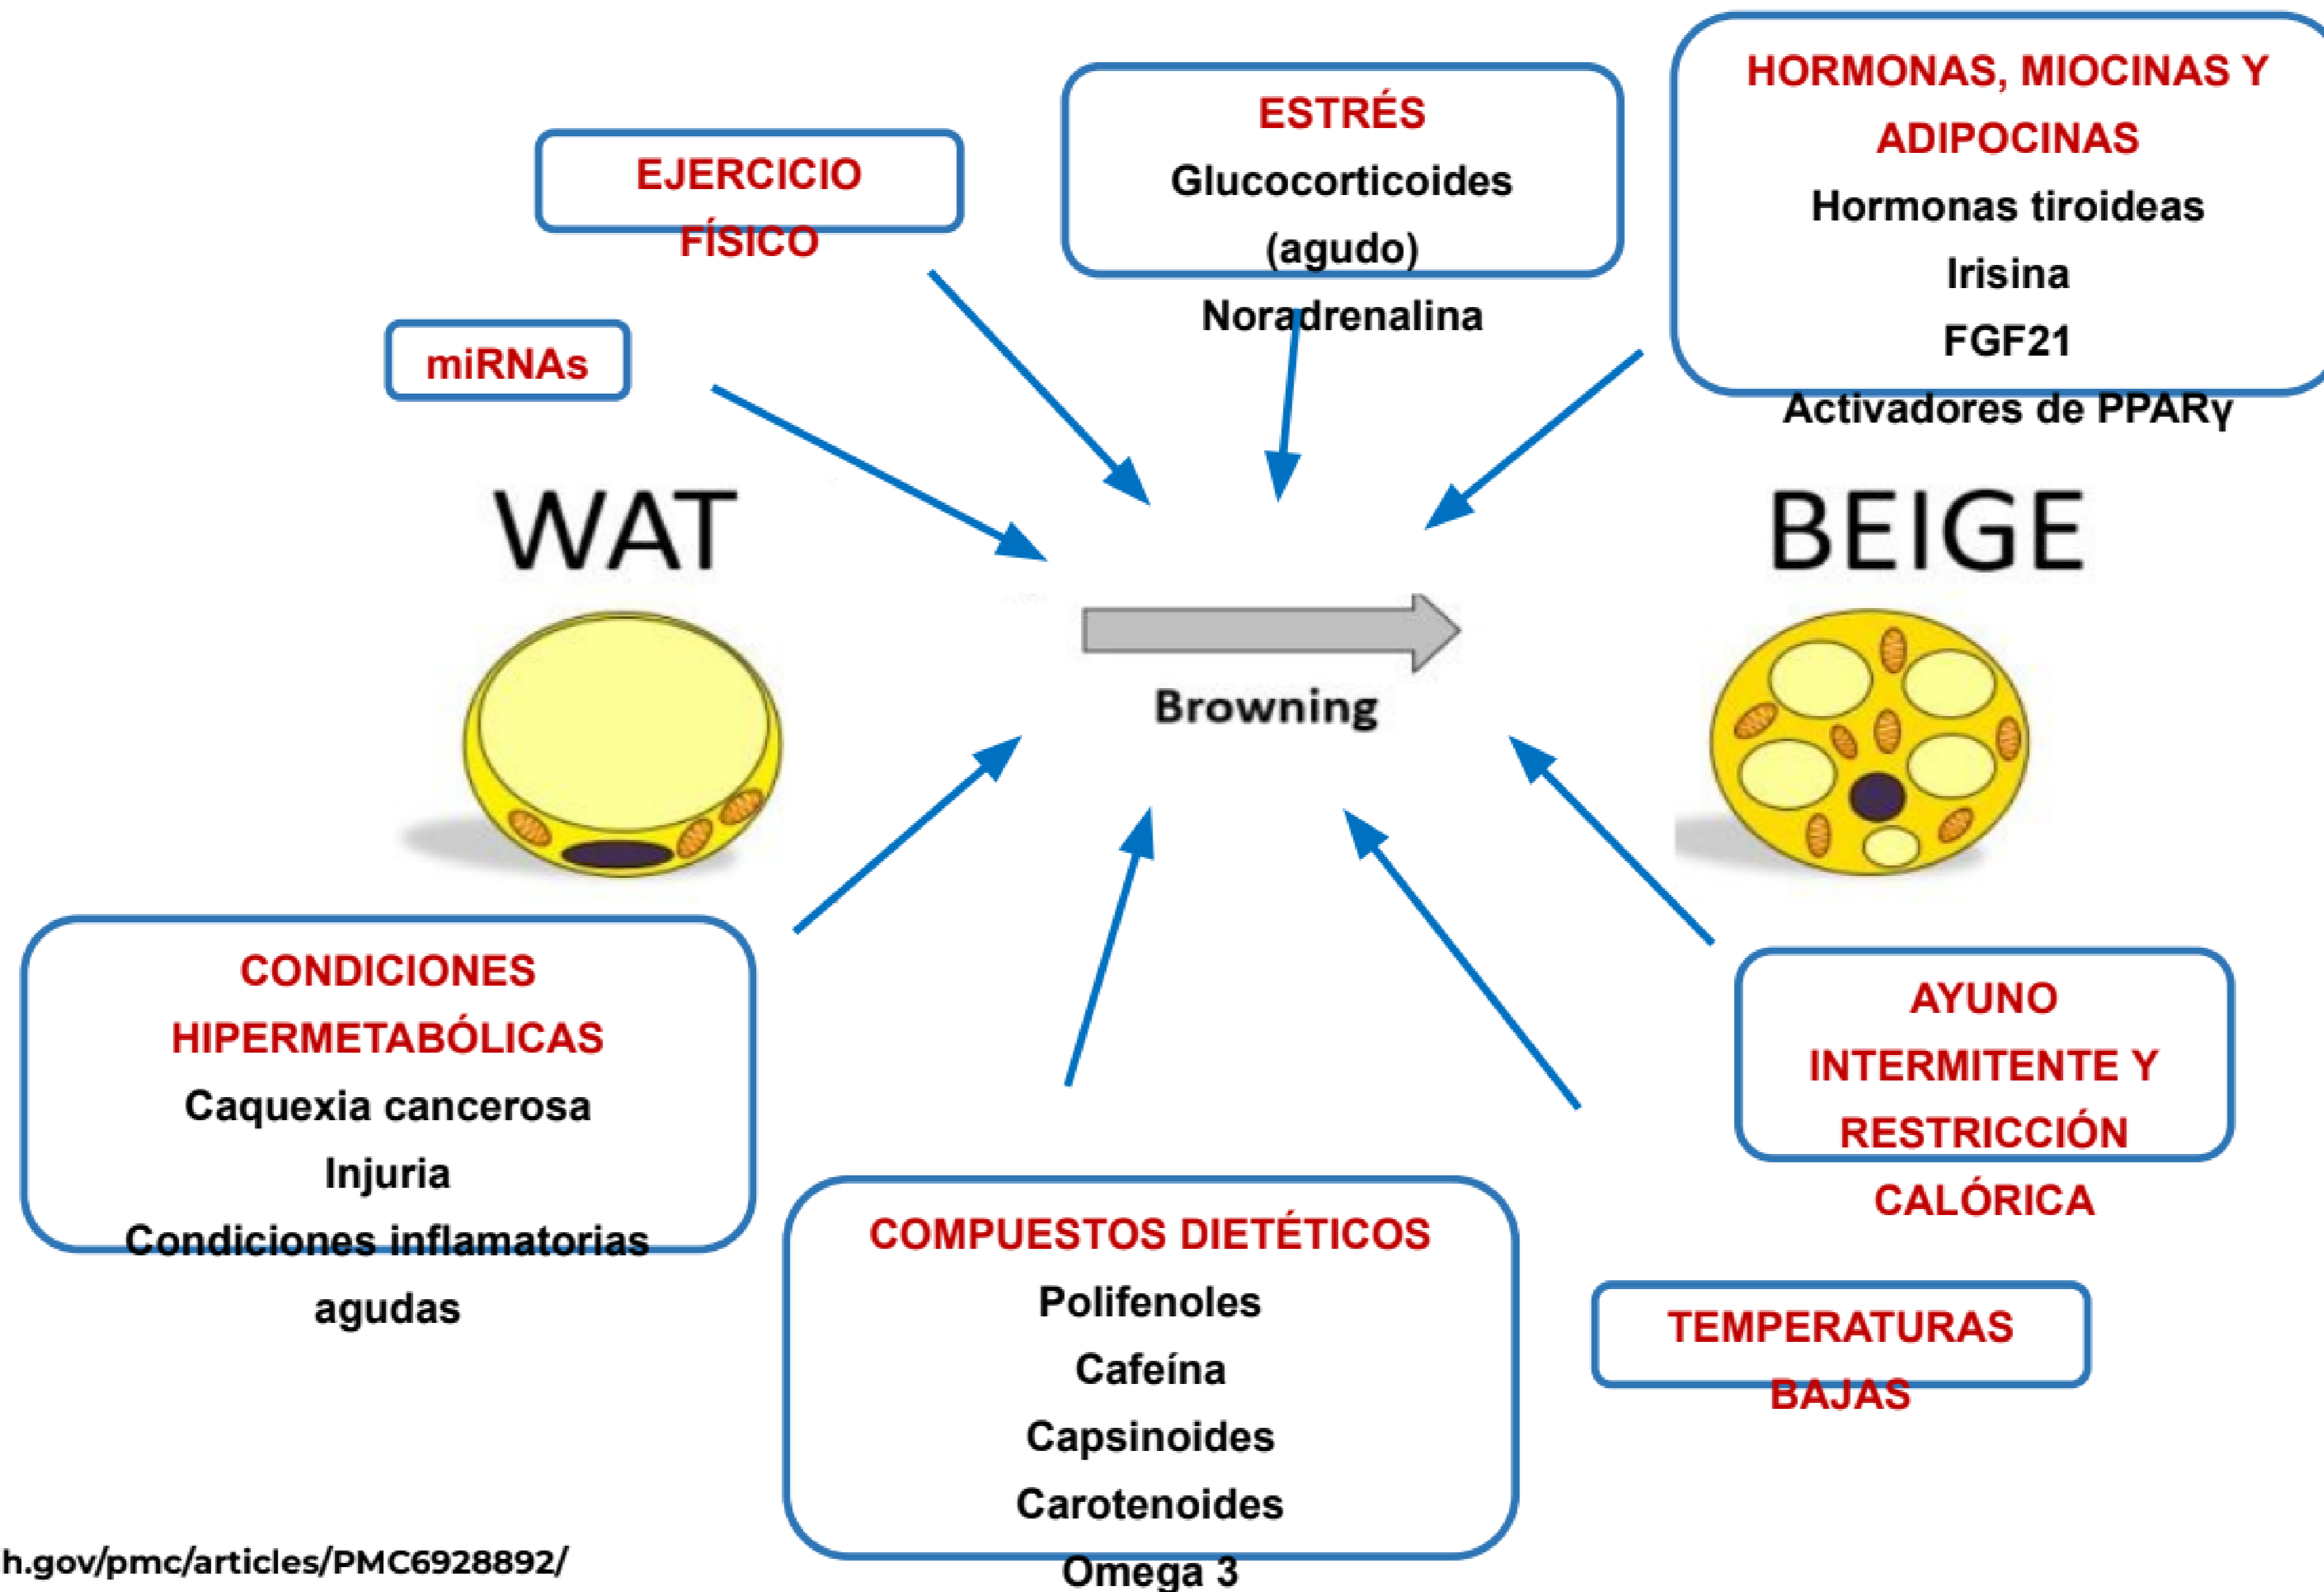 HORMONAS, MIOCINAS Y
ADIPOCINAS
Hormonas tiroideas
Irisina
FGF21
Activadores de PPARγ
ESTRÉS
Glucocorticoides
(agudo)
Noradrenalina
EJERCICIO
FÍSICO
miRNAs
WAT
BEIGE
Browning
CONDICIONES
HIPERMETABÓLICAS
Caquexia cancerosa
Injuria
Condiciones inflamatorias
agudas
AYUNO
INTERMITENTE Y
RESTRICCIÓN
CALÓRICA
COMPUESTOS DIETÉTICOS
Polifenoles
Cafeína
Capsinoides
Carotenoides
Omega 3
TEMPERATURAS
BAJAS
h.gov/pmc/articles/PMC6928892/